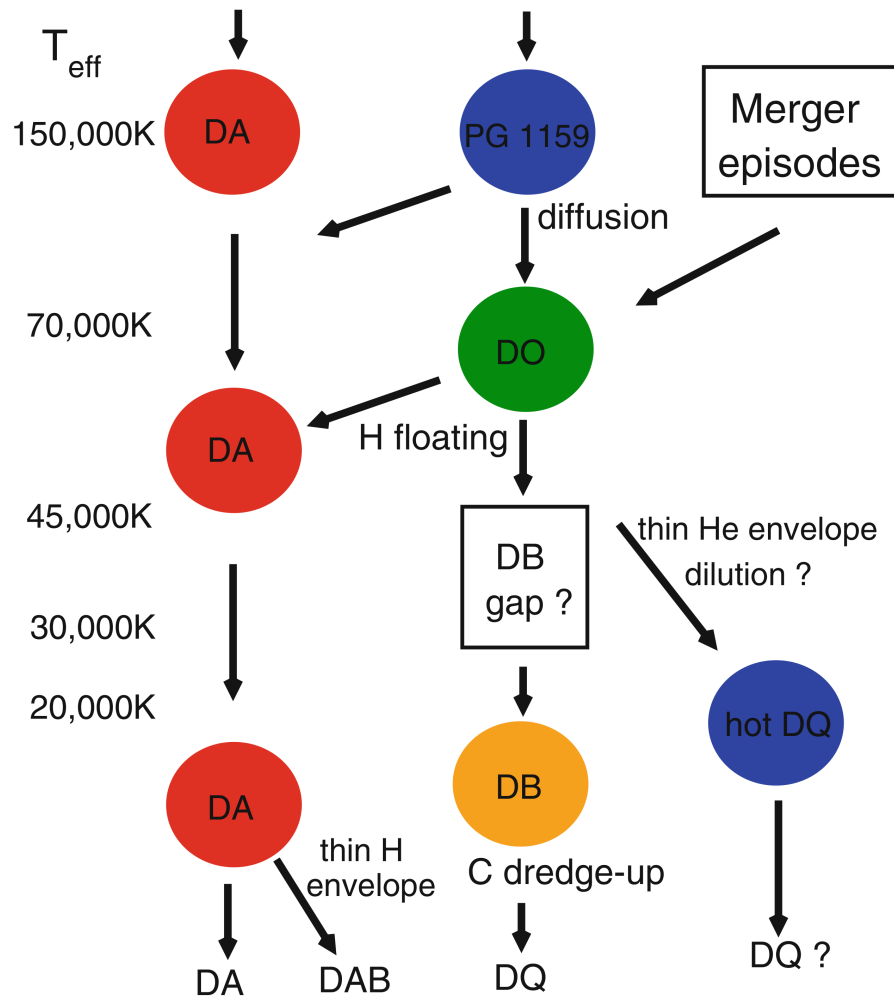 T_eff
150,000K
DA
PG 1159
Merger
episodes
diffusion
70,000K
DO
H floating
DA
45,000K
DB
gap ?
thin He envelope
dilution ?
30,000K
20,000K
hot DQ
DA
DB
thin H
envelope
C dredge-up
DA
DAB
DQ
DQ ?